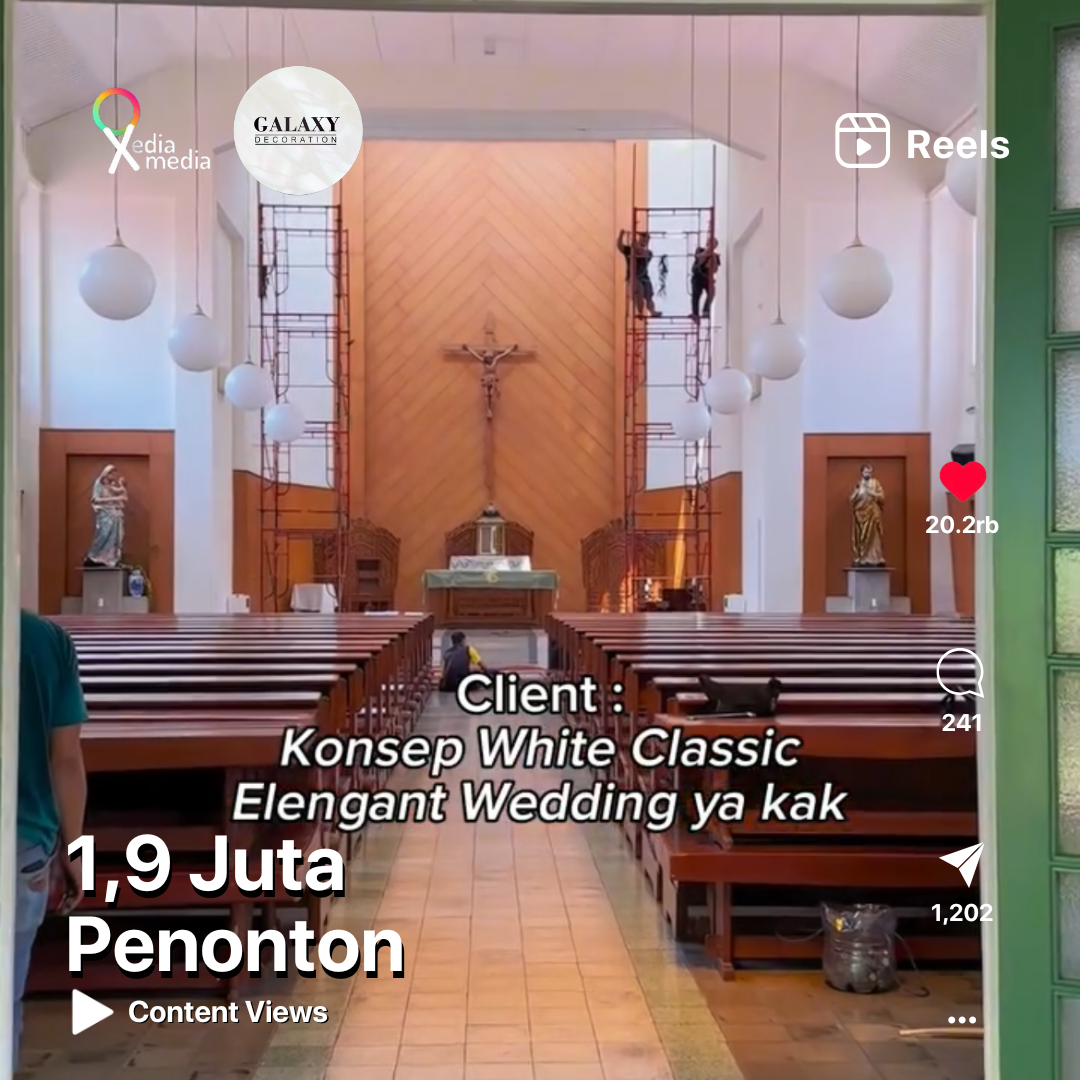 edia
media
GALAXY
DECORATION
Reels
20.2rb
241
Client :
Konsep White Classic
Elengant Wedding ya kak
1,9 Juta
Penonton
1,202
Content Views